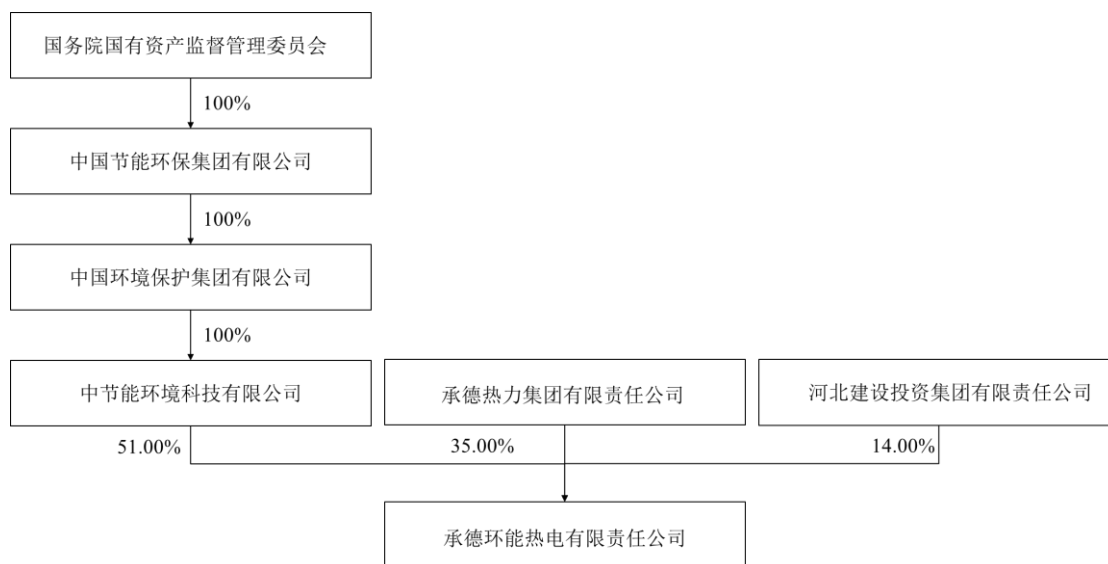 国务院国有资产监督管理委员会
100%
中国节能环保集团有限公司
100%
中国环境保护集团有限公司
100%
中节能环境科技有限公司
承德热力集团有限责任公司
河北建设投资集团有限责任公司
51.00%
35.00%
14.00%
承德环能热电有限责任公司